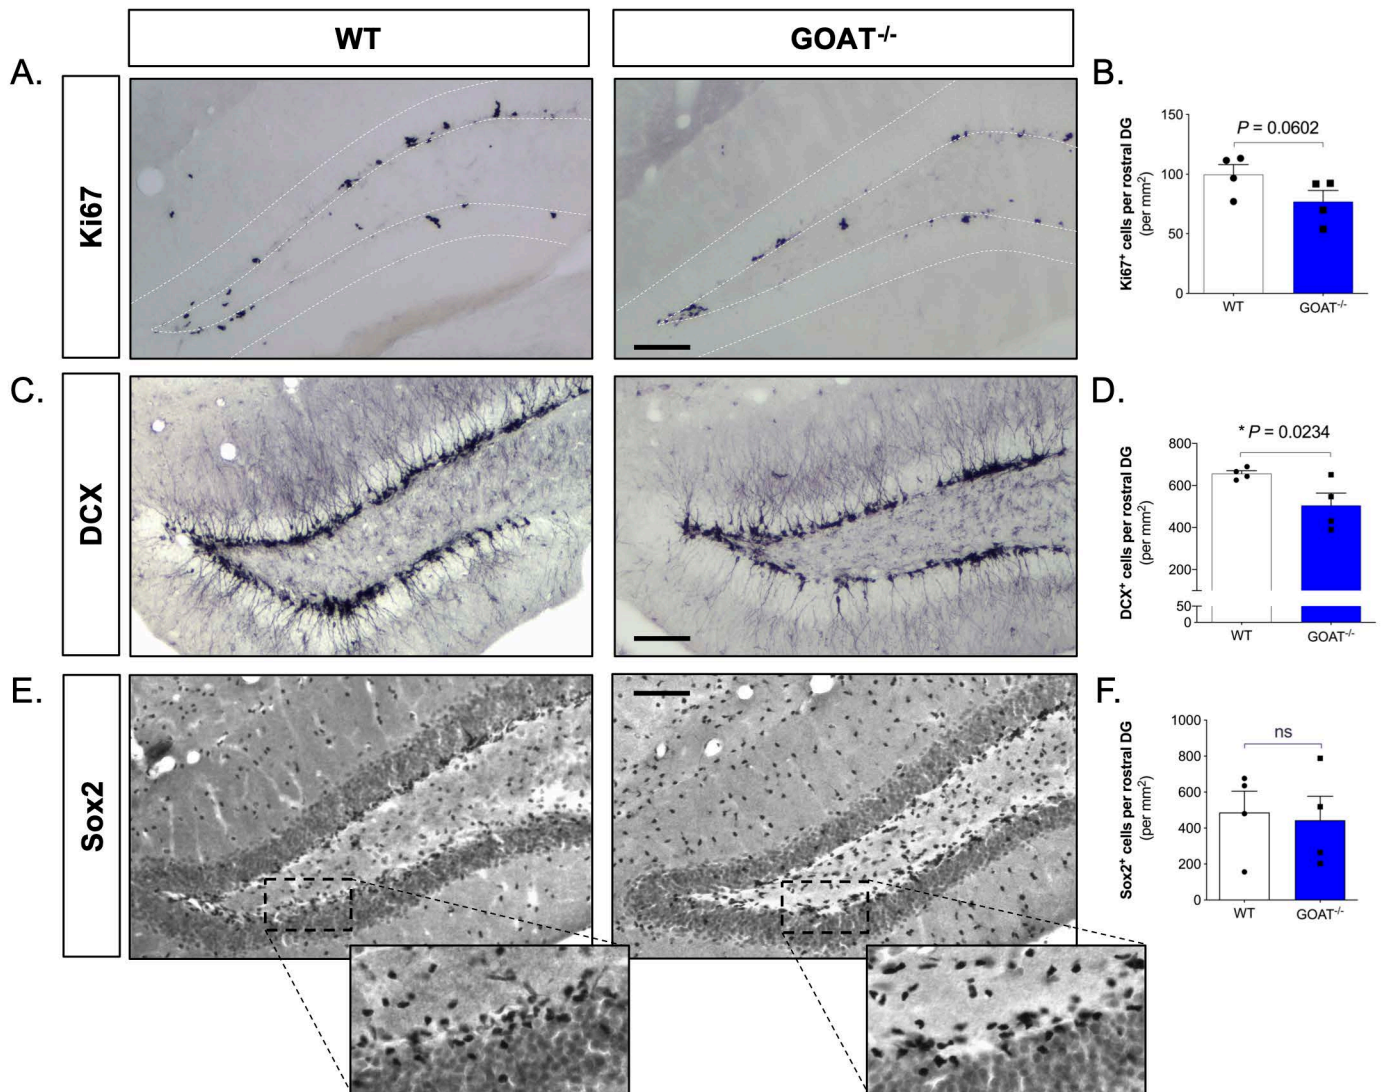 WT
GOAT-/-
A.
Ki67
B.
Ki67+ cells per rostral DG
(per mm2)
150
100
50
0
P = 0.0602
WT
GOAT-/-
C.
DCX
D.
DCX+ cells per rostral DG
(per mm2)
800
600
400
200
50
0
* P = 0.0234
WT
GOAT-/-
E.
Sox2
F.
Sox2+ cells per rostral DG
(per mm2)
1000
800
600
400
200
0
ns
WT
GOAT-/-